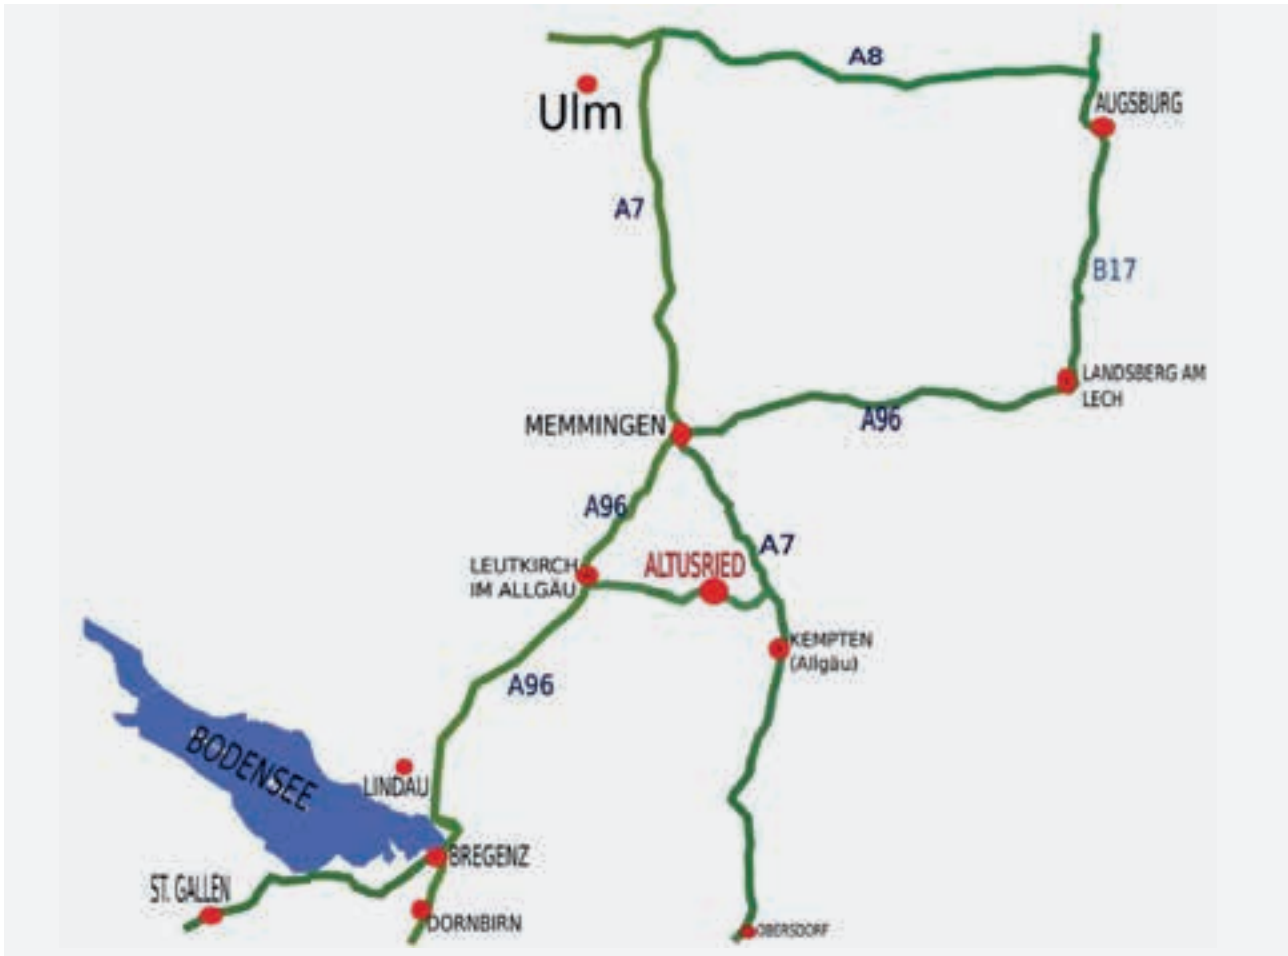 A8
AUGSBURG
Ulm
A7
B17
LANDSBERG AM
LECH
MEMMINGEN
A96
A96
A7
LEUTKIRCH
IM ALLGÄU
ALTUSRIED
KEMPTEN
(Allgäu)
A96
BODENSEE
LINDAU
BREGENZ
ST. GALLEN
DORNBIRN
OBERSDORF